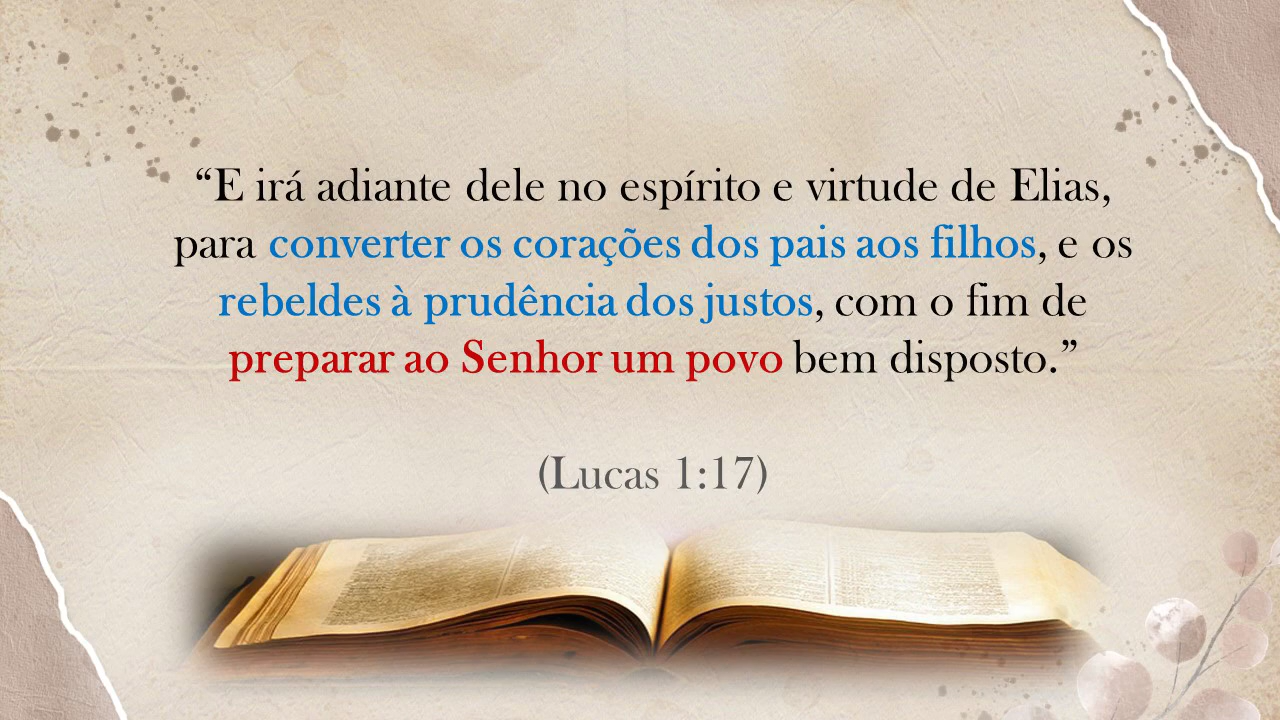 “E irá adiante dele no espírito e virtude de Elias,
para converter os corações dos pais aos filhos, e os
rebeldes à prudência dos justos, com o fim de
preparar ao Senhor um povo bem disposto.”
(Lucas 1:17)